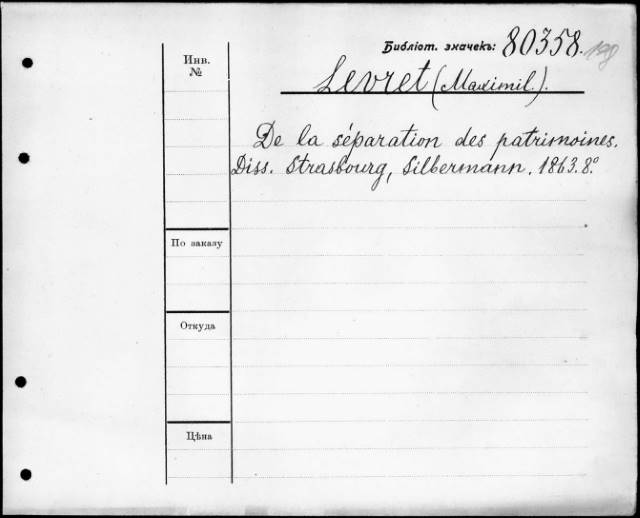 Библіот. значекъ: 80358.
Инв. №
Levret (Maximil.).
De la séparation des patrimoines.
Diss. Strasbourg, Silbermann. 1863. 8°
По заказу
Откуда
Цѣна